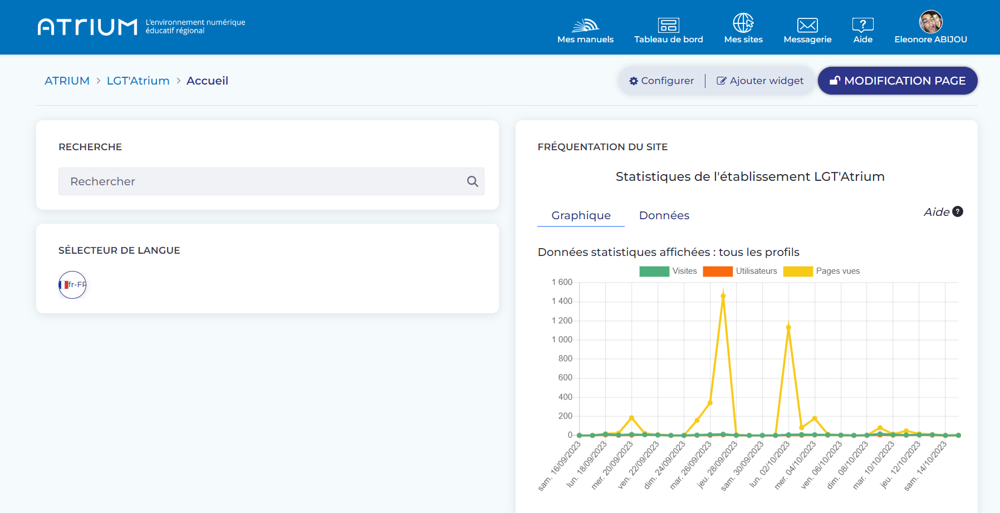 ATRIUM
L'environnement numérique
éducatif régional
Mes manuels
Tableau de bord
Mes sites
Messagerie
Aide
Eleonore ABIJOU
ATRIUM > LGT'Atrium > Accueil
Configurer
Ajouter widget
MODIFICATION PAGE
RECHERCHE
Rechercher
SÉLECTEUR DE LANGUE
fr-FR
FRÉQUENTATION DU SITE
Statistiques de l'établissement LGT'Atrium
Graphique
Données
Aide ?
Données statistiques affichées : tous les profils
Visites
Utilisateurs
Pages vues
1 600
1 400
1 200
1 000
800
600
400
200
0
sam. 16/09/2023
lun. 18/09/2023
mer. 20/09/2023
ven. 22/09/2023
dim. 24/09/2023
mar. 26/09/2023
jeu. 28/09/2023
sam. 30/09/2023
lun. 02/10/2023
mer. 04/10/2023
ven. 06/10/2023
dim. 08/10/2023
mar. 10/10/2023
jeu. 12/10/2023
sam. 14/10/2023